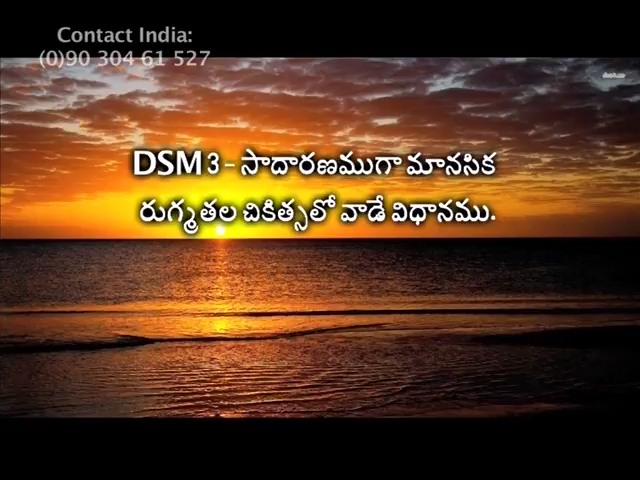 Contact India:
(0)90 304 61 527
DSM 3 - సాదారణముగా మానసిక
రుగ్మతల చికిత్సలో వాడే విధానము.